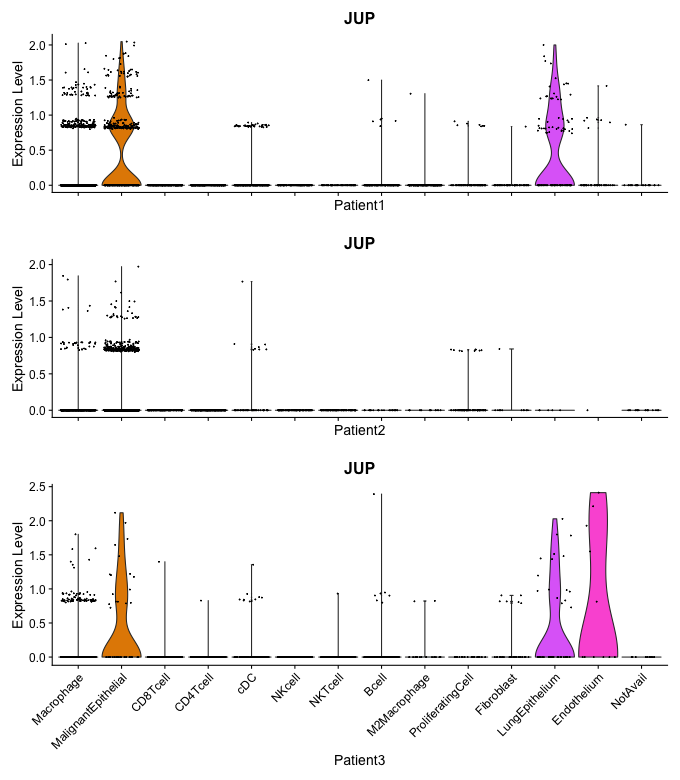 JUP
Expression Level
2.0
1.5
1.0
0.5
0.0
Patient1
JUP
Expression Level
2.0
1.5
1.0
0.5
0.0
Patient2
JUP
Expression Level
2.5
2.0
1.5
1.0
0.5
0.0
Macrophage
MalignantEpithelial
CD8Tcell
CD4Tcell
cDC
NKcell
NKTcell
Bcell
M2Macrophage
ProliferatingCell
Fibroblast
LungEpithelium
Endothelium
NotAvail
Patient3